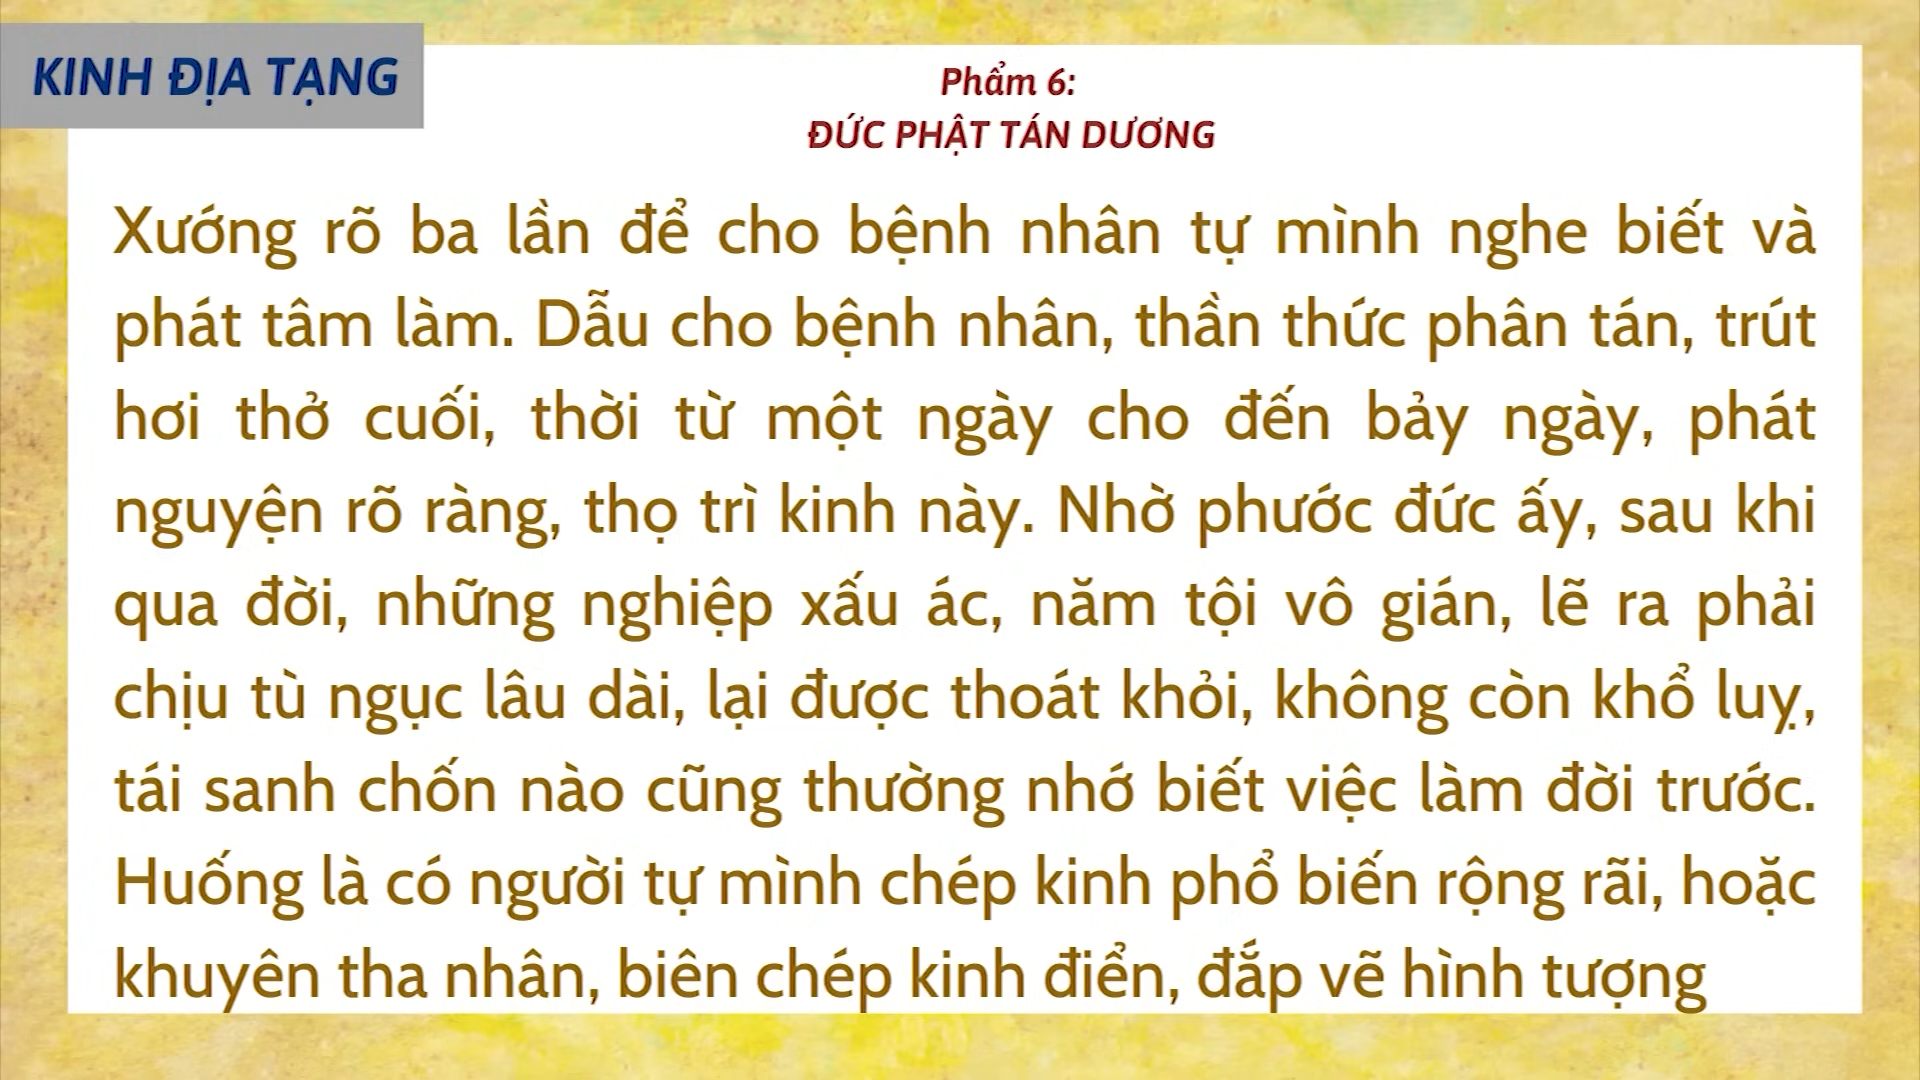 KINH ĐỊA TẠNG
Phẩm 6:
ĐỨC PHẬT TÁN DƯƠNG
Xướng rõ ba lần để cho bệnh nhân tự mình nghe biết và
phát tâm làm. Dẫu cho bệnh nhân, thần thức phân tán, trút
hơi thở cuối, thời từ một ngày cho đến bảy ngày, phát
nguyện rõ ràng, thọ trì kinh này. Nhờ phước đức ấy, sau khi
qua đời, những nghiệp xấu ác, năm tội vô gián, lẽ ra phải
chịu tù ngục lâu dài, lại được thoát khỏi, không còn khổ luỵ,
tái sanh chốn nào cũng thường nhớ biết việc làm đời trước.
Huống là có người tự mình chép kinh phổ biến rộng rãi, hoặc
khuyên tha nhân, biên chép kinh điển, đắp vẽ hình tượng